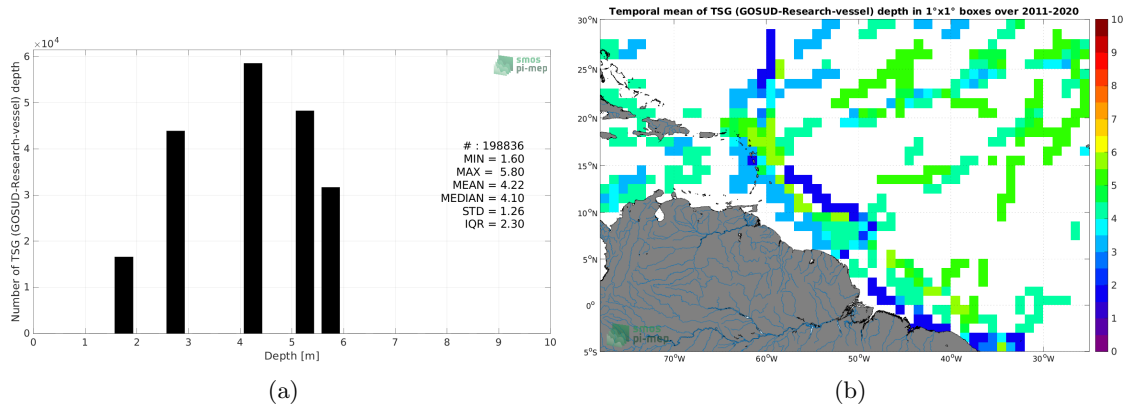 ×10⁴
6
5
4
3
2
1
0
Number of TSG (GOSUD-Research-vessel) depth
smos
pi-mep
# : 198836
MIN = 1.60
MAX = 5.80
MEAN = 4.22
MEDIAN = 4.10
STD = 1.26
IQR = 2.30
0 1 2 3 4 5 6 7 8 9 10
Depth [m]
(a)
Temporal mean of TSG (GOSUD-Research-vessel) depth in 1°x1° boxes over 2011-2020
30°N
25°N
20°N
15°N
10°N
5°N
0°
5°S
70°W 60°W 50°W 40°W 30°W
smos
pi-mep
10
9
8
7
6
5
4
3
2
1
0
(b)